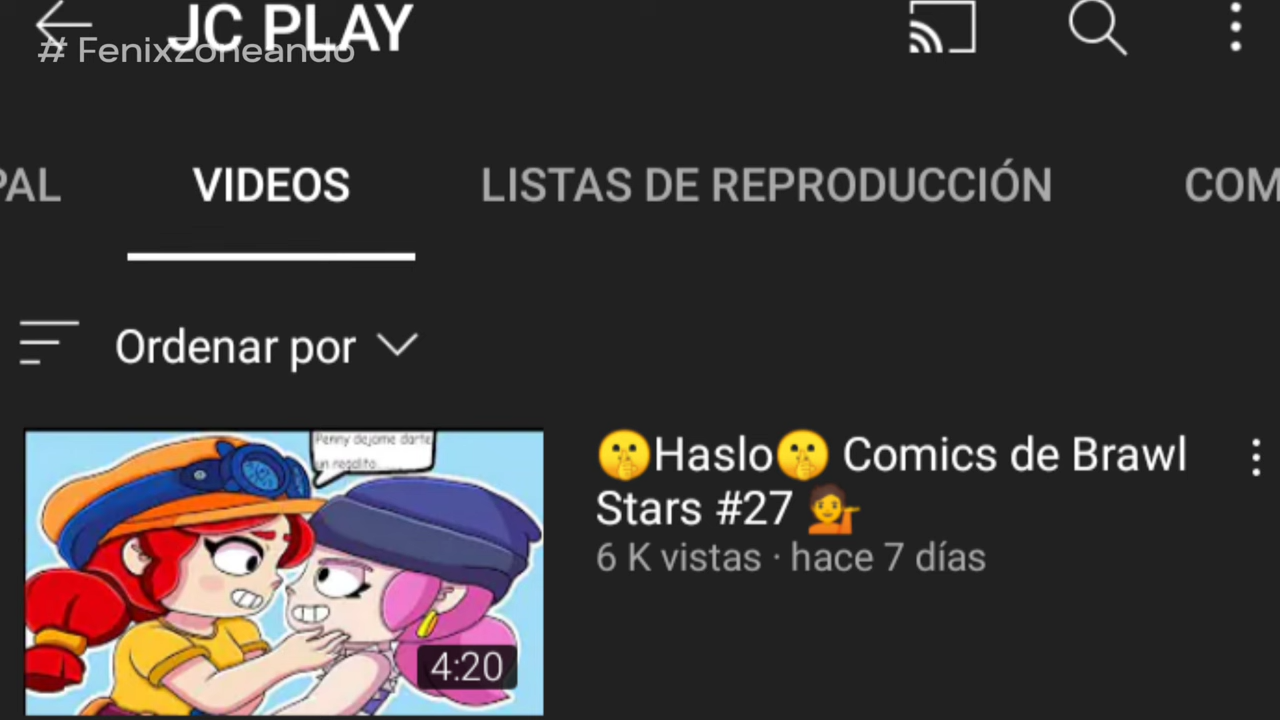 JC PLAY
# FenixZoneando
PAL VIDEOS LISTAS DE REPRODUCCIÓN COM
Ordenar por
Penny dejame darte
un regalito
🤫Haslo🤫 Comics de Brawl
Stars #27 💁
6 K vistas · hace 7 días
4:20